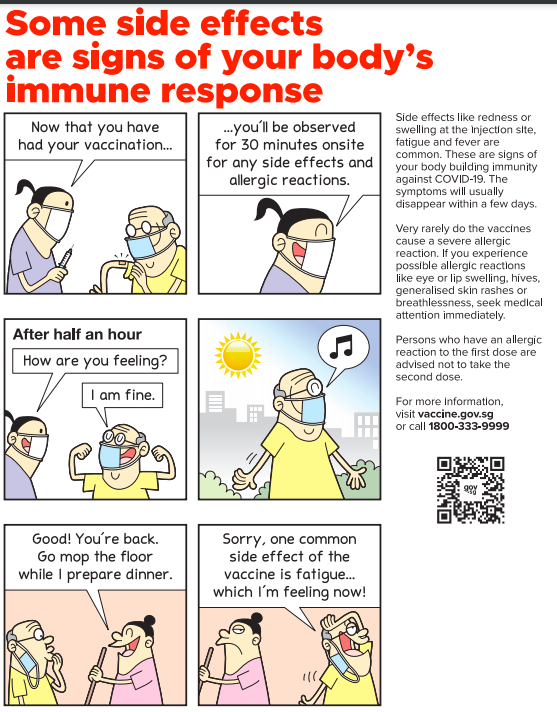 Some side effects
are signs of your body's
immune response
Now that you have
had your vaccination...
...you'll be observed
for 30 minutes onsite
for any side effects and
allergic reactions.
After half an hour
How are you feeling?
I am fine.
Good! You're back.
Go mop the floor
while I prepare dinner.
Sorry, one common
side effect of the
vaccine is fatigue...
which I'm feeling now!
Side effects like redness or
swelling at the injection site,
fatigue and fever are
common. These are signs of
your body building immunity
against COVID-19. The
symptoms will usually
disappear within a few days.
Very rarely do the vaccines
cause a severe allergic
reaction. If you experience
possible allergic reactions
like eye or lip swelling, hives,
generalised skin rashes or
breathlessness, seek medical
attention immediately.
Persons who have an allergic
reaction to the first dose are
advised not to take the
second dose.
For more information,
visit vaccine.gov.sg
or call 1800-333-9999
gov
sg